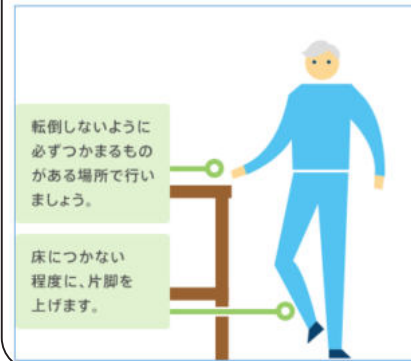 転倒しないように
必ずつかまるもの
がある場所で行い
ましょう。
床につかない
程度に、片脚を
上げます。